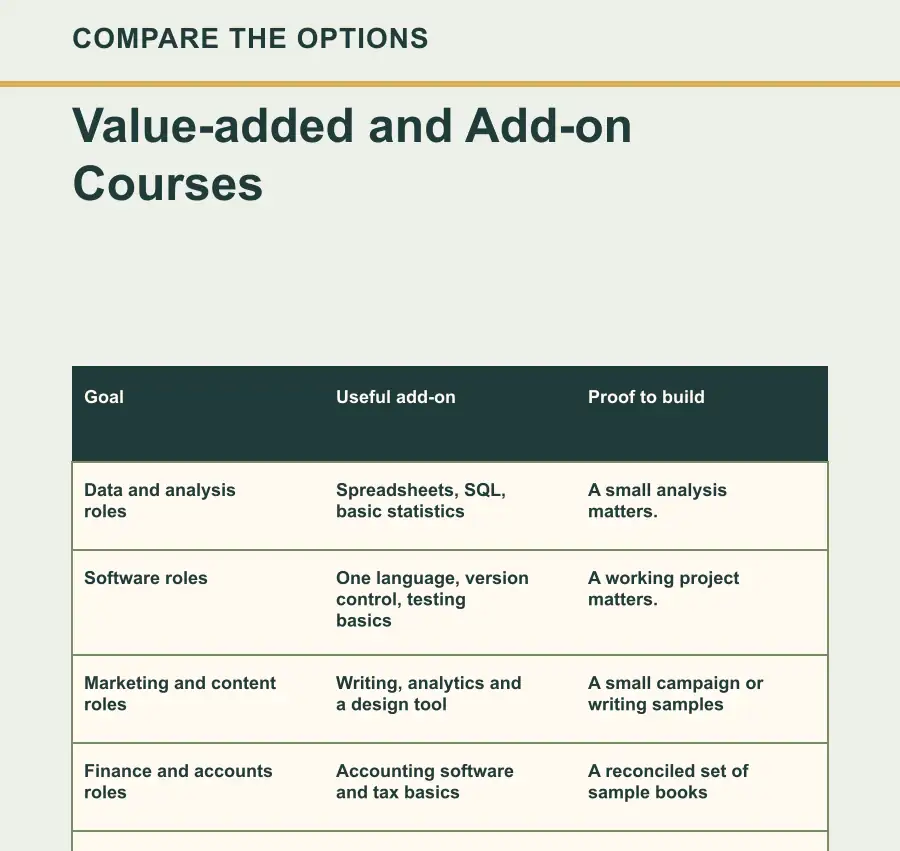 COMPARE THE OPTIONS
Value-added and Add-on
Courses
Goal
Useful add-on
Proof to build
Data and analysis
roles
Spreadsheets, SQL,
basic statistics
A small analysis
matters.
Software roles
One language, version
control, testing
basics
A working project
matters.
Marketing and content
roles
Writing, analytics and
a design tool
A small campaign or
writing samples
Finance and accounts
roles
Accounting software
and tax basics
A reconciled set of
sample books